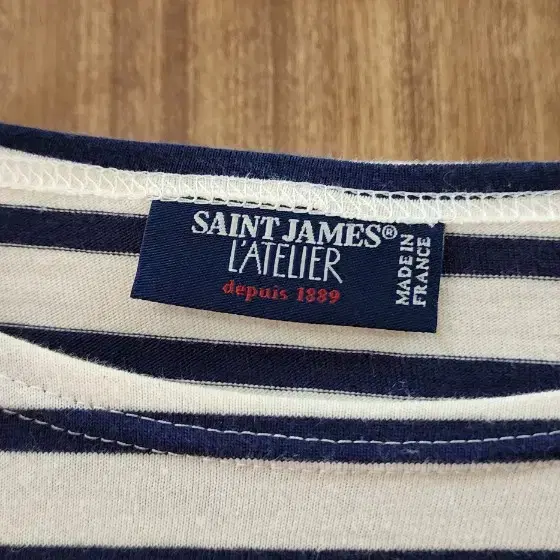 SAINT JAMES®
L'ATELIER
depuis 1889
MADE IN
FRANCE